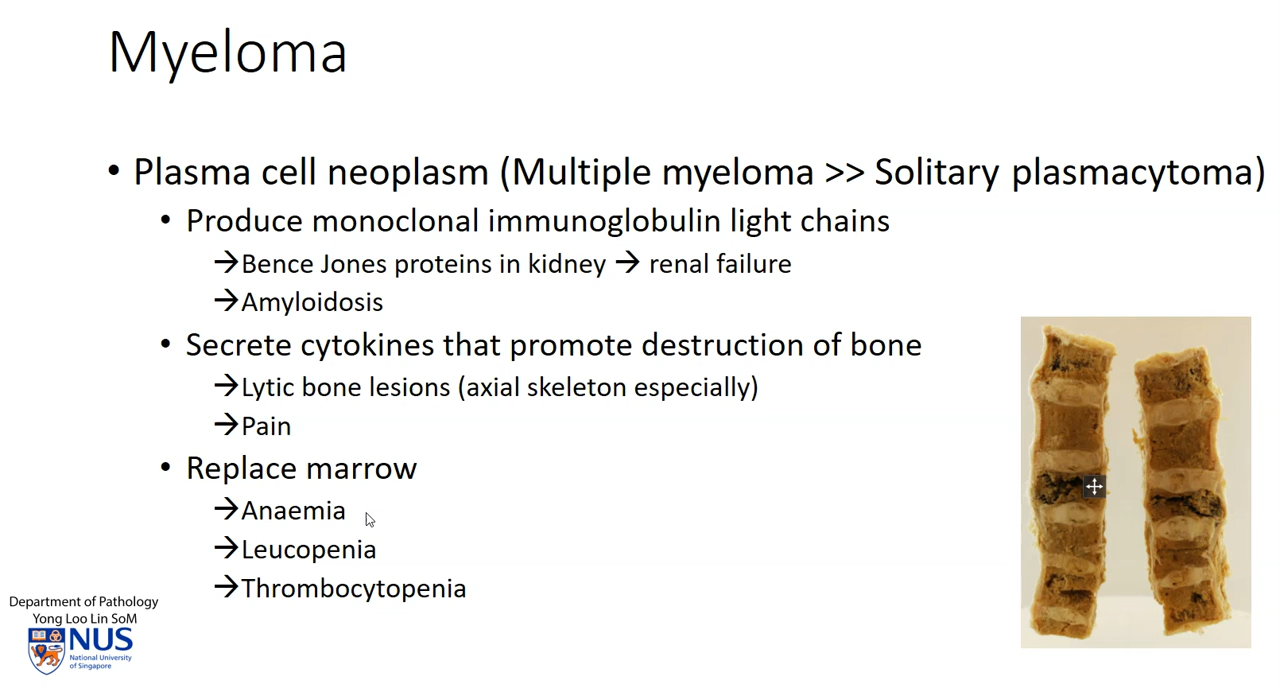 Myeloma
• Plasma cell neoplasm (Multiple myeloma >> Solitary plasmacytoma)
• Produce monoclonal immunoglobulin light chains
→Bence Jones proteins in kidney → renal failure
→Amyloidosis
• Secrete cytokines that promote destruction of bone
→Lytic bone lesions (axial skeleton especially)
→Pain
• Replace marrow
→Anaemia
→Leucopenia
→Thrombocytopenia
Department of Pathology
Yong Loo Lin SoM
NUS
National University
of Singapore